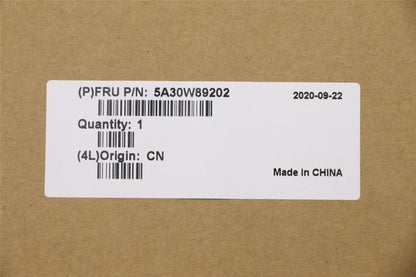 (P)FRU P/N: 5A30W89202
2020-09-22
Quantity: 1
(4L)Origin: CN
Made in CHINA